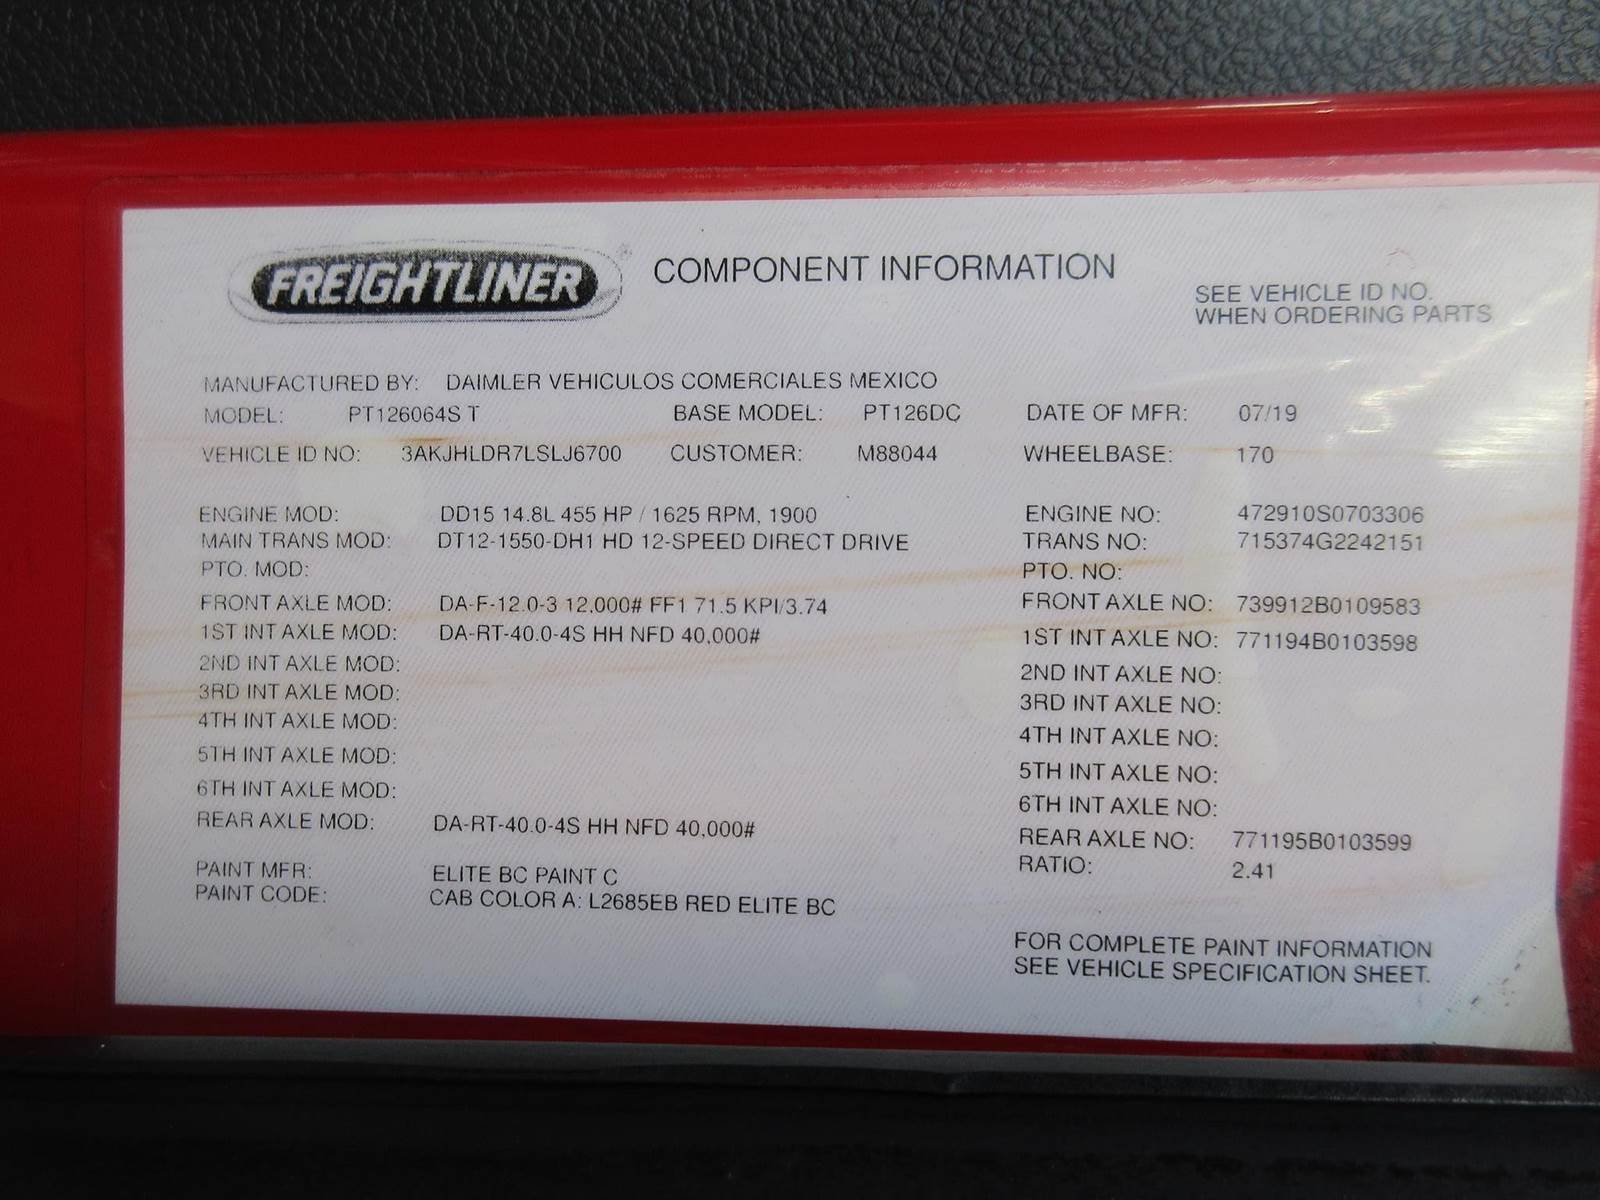 FREIGHTLINER ® COMPONENT INFORMATION
SEE VEHICLE ID NO.
WHEN ORDERING PARTS
MANUFACTURED BY: DAIMLER VEHICULOS COMERCIALES MEXICO
MODEL: PT126064S T BASE MODEL: PT126DC DATE OF MFR: 07/19
VEHICLE ID NO: 3AKJHLDR7LSLJ6700 CUSTOMER: M88044 WHEELBASE: 170
ENGINE MOD: DD15 14.8L 455 HP / 1625 RPM, 1900 ENGINE NO: 472910S0703306
MAIN TRANS MOD: DT12-1550-DH1 HD 12-SPEED DIRECT DRIVE TRANS NO: 715374G2242151
PTO. MOD: PTO. NO:
FRONT AXLE MOD: DA-F-12.0-3 12,000# FF1 71.5 KPI/3.74 FRONT AXLE NO: 739912B0109583
1ST INT AXLE MOD: DA-RT-40.0-4S HH NFD 40,000# 1ST INT AXLE NO: 771194B0103598
2ND INT AXLE MOD: 2ND INT AXLE NO:
3RD INT AXLE MOD: 3RD INT AXLE NO:
4TH INT AXLE MOD: 4TH INT AXLE NO:
5TH INT AXLE MOD: 5TH INT AXLE NO:
6TH INT AXLE MOD: 6TH INT AXLE NO:
REAR AXLE MOD: DA-RT-40.0-4S HH NFD 40,000# REAR AXLE NO: 771195B0103599
PAINT MFR: ELITE BC PAINT C RATIO: 2.41
PAINT CODE: CAB COLOR A: L2685EB RED ELITE BC
FOR COMPLETE PAINT INFORMATION
SEE VEHICLE SPECIFICATION SHEET.